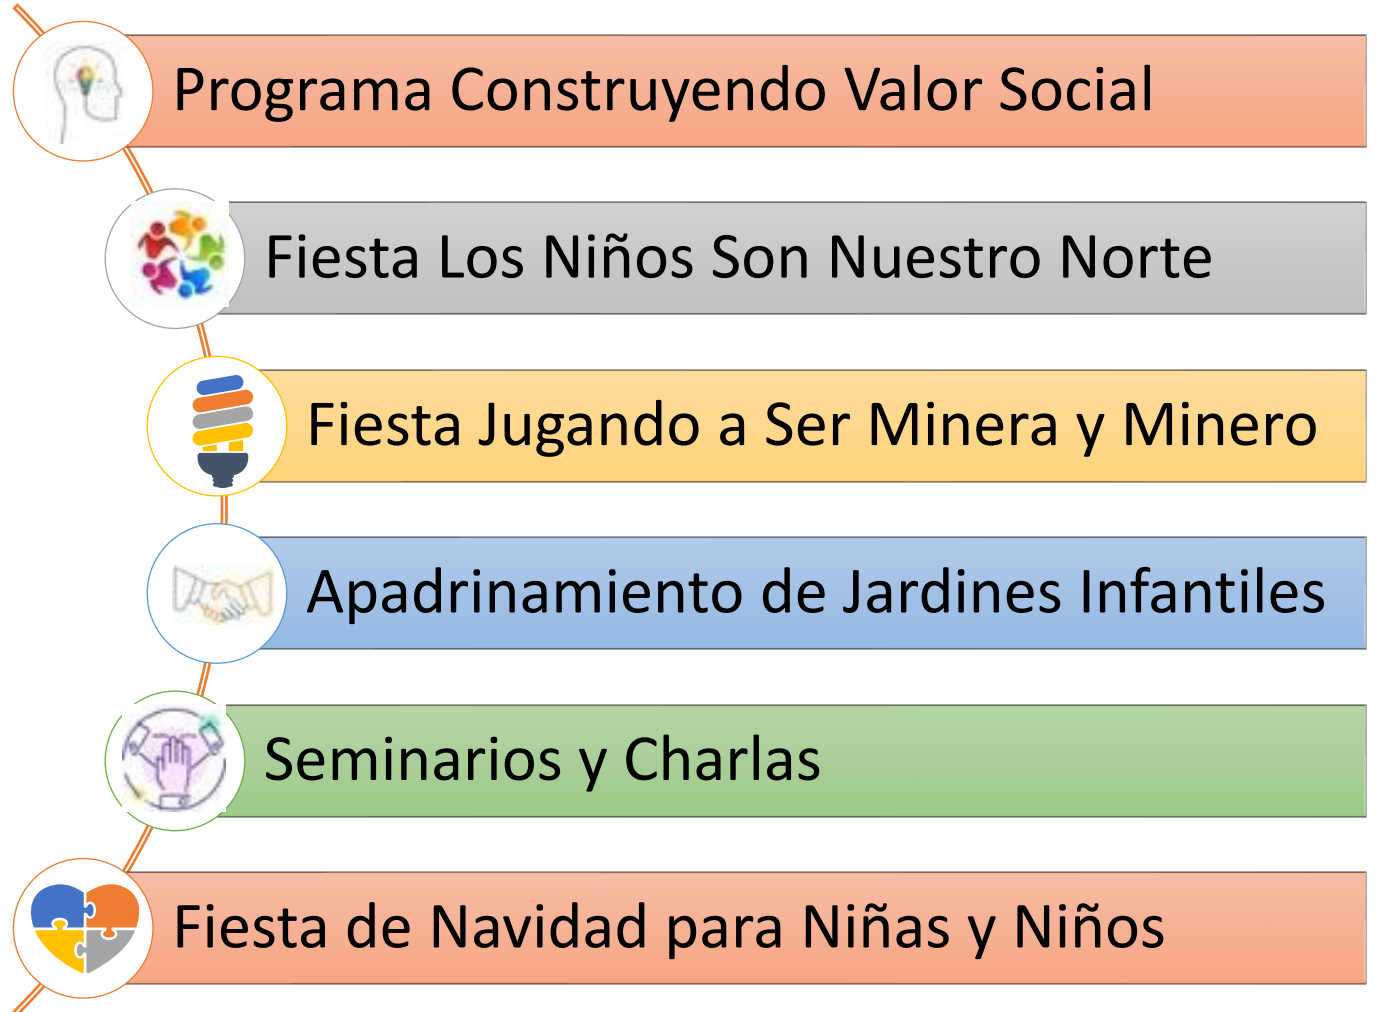 Programa Construyendo Valor Social
Fiesta Los Niños Son Nuestro Norte
Fiesta Jugando a Ser Minera y Minero
Apadrinamiento de Jardines Infantiles
Seminarios y Charlas
Fiesta de Navidad para Niñas y Niños